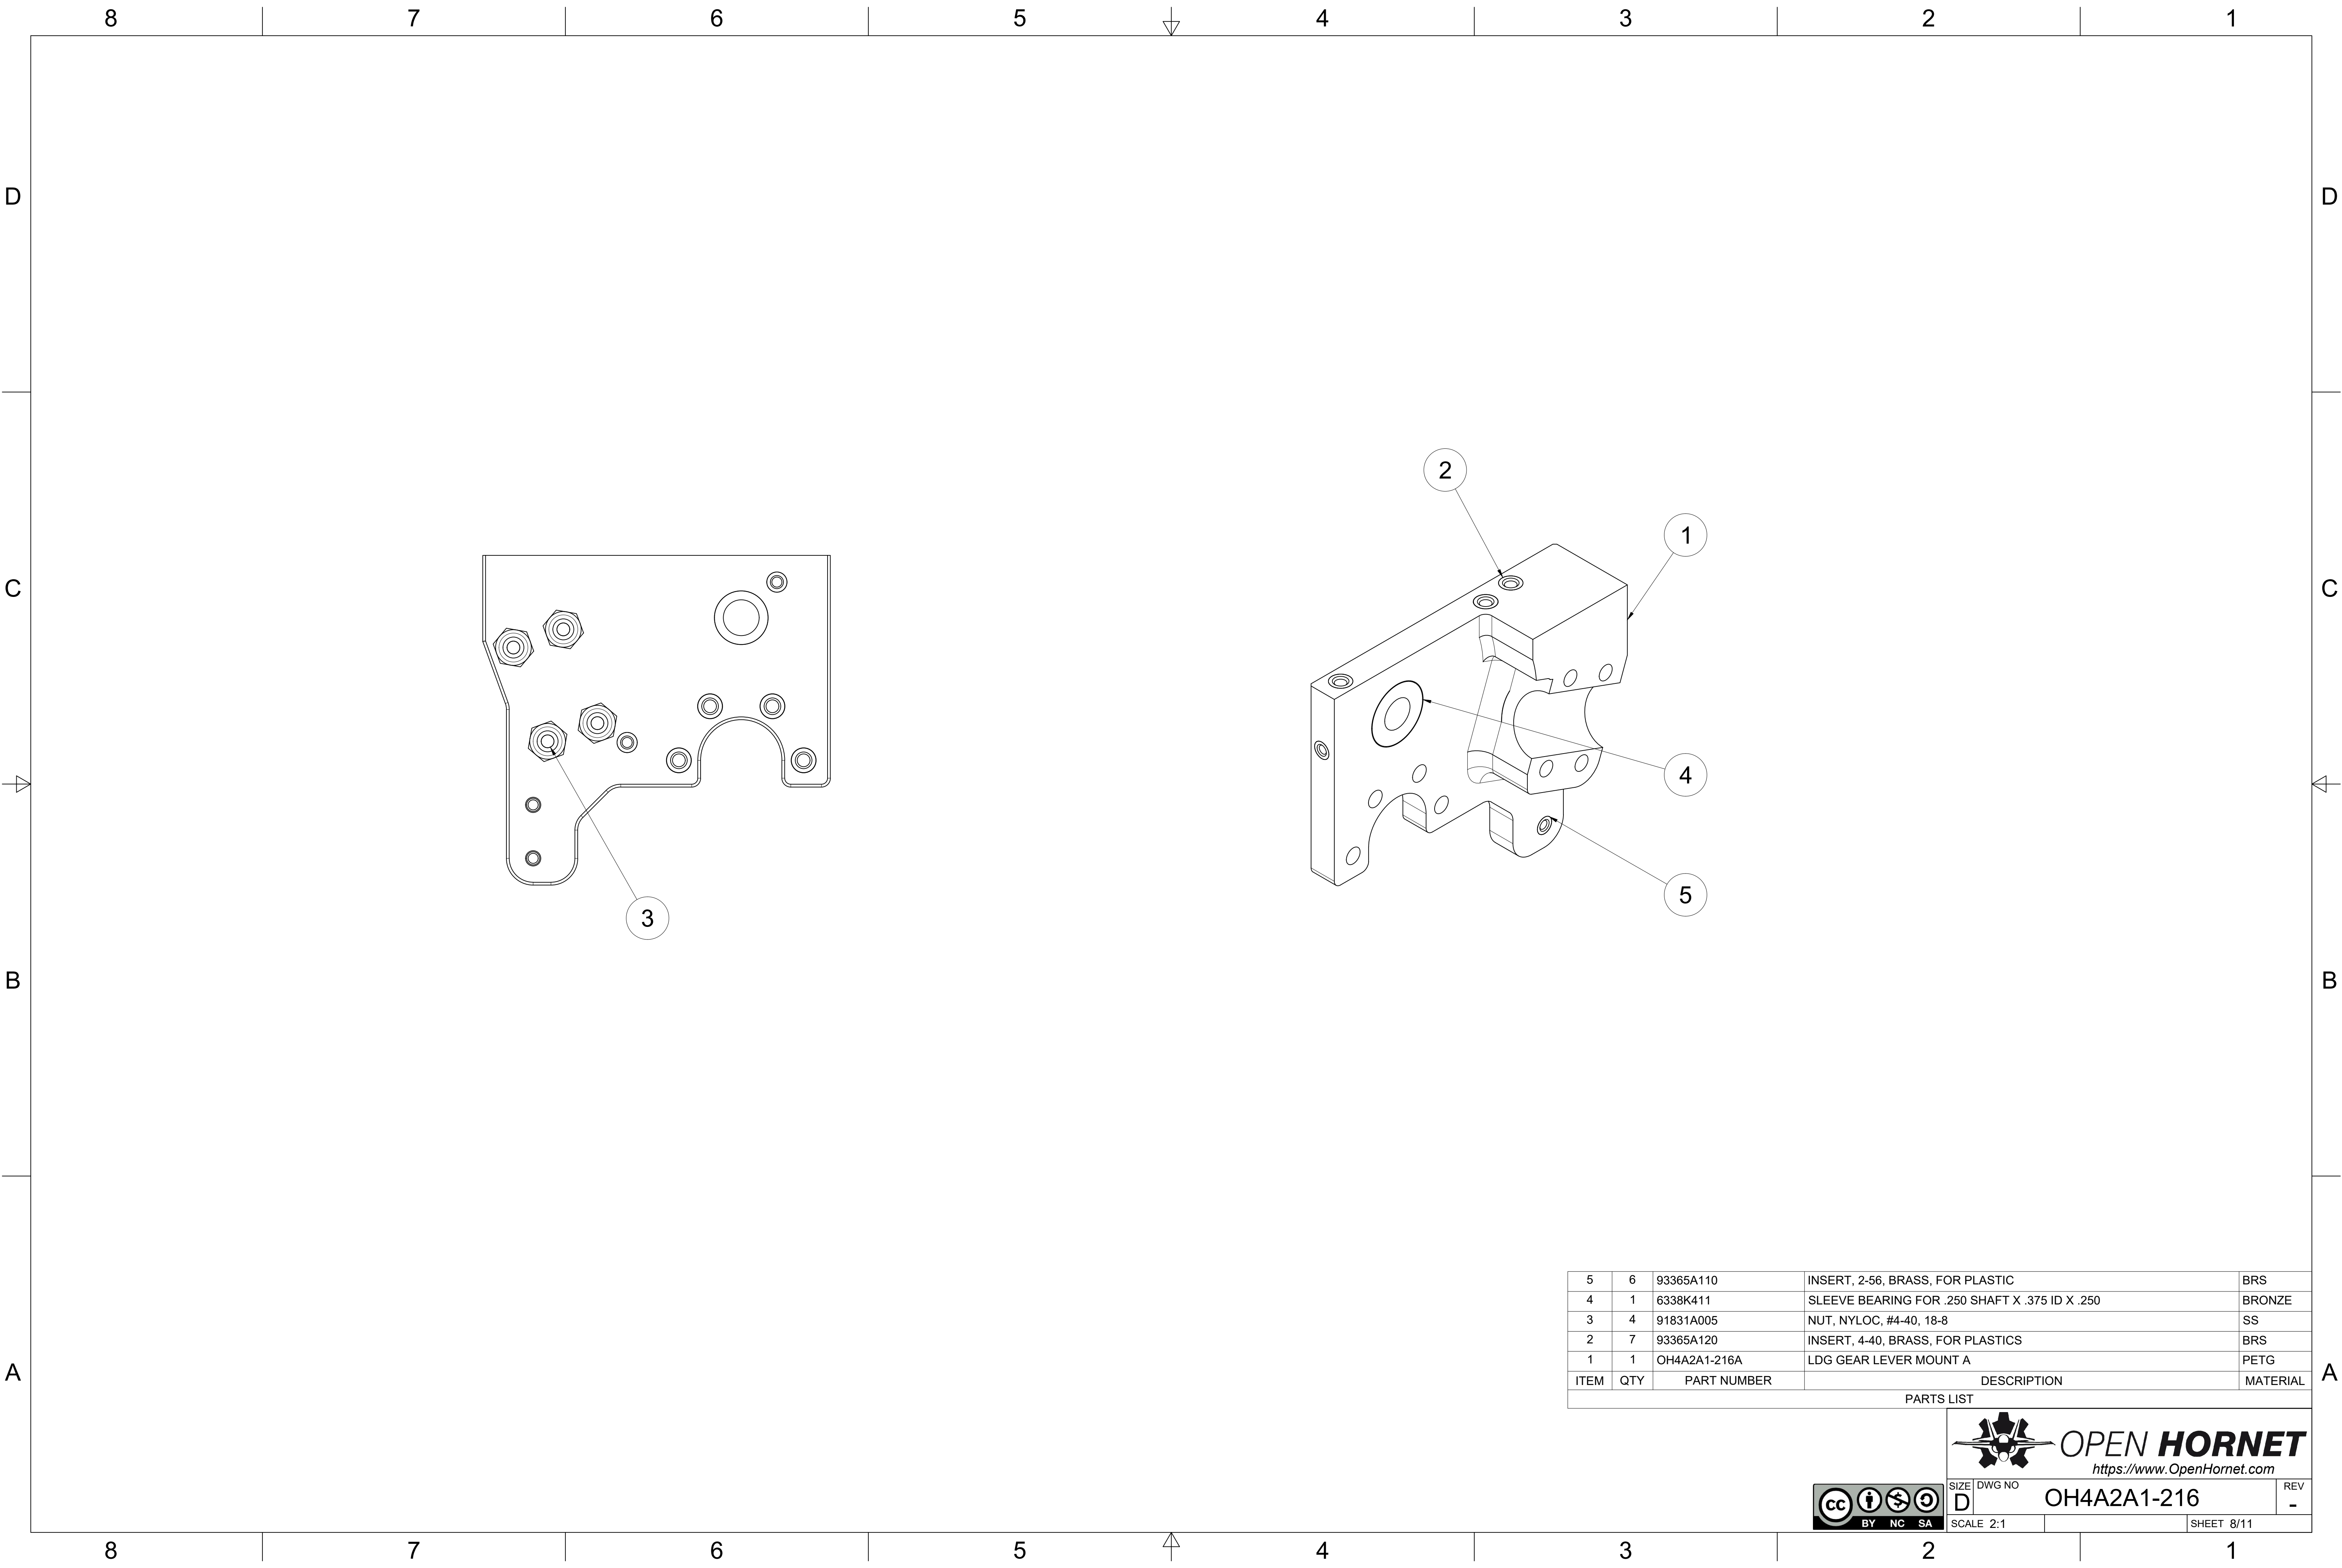 8 7 6 5 4 3 2 1
D D
2
1
C C
4
5
3
B B
5 6 93365A110 INSERT, 2-56, BRASS, FOR PLASTIC BRS
4 1 6338K411 SLEEVE BEARING FOR .250 SHAFT X .375 ID X .250 BRONZE
3 4 91831A005 NUT, NYLOC, #4-40, 18-8 SS
2 7 93365A120 INSERT, 4-40, BRASS, FOR PLASTICS BRS
1 1 OH4A2A1-216A LDG GEAR LEVER MOUNT A PETG
A A
ITEM QTY PART NUMBER DESCRIPTION MATERIAL
PARTS LIST
OPEN HORNET
https://www.OpenHornet.com
SIZE DWG NO REV
D OH4A2A1-216 -
cc BY NC SA
SCALE 2:1 SHEET 8/11
8 7 6 5 4 3 2 1